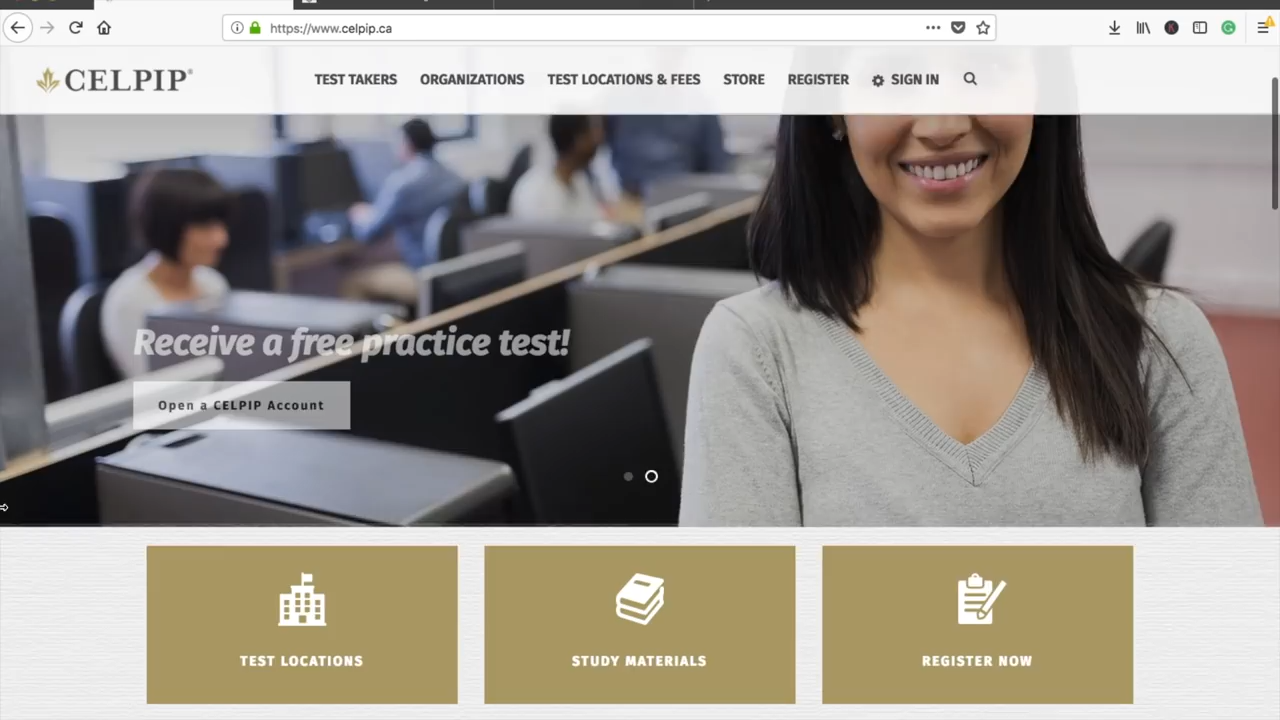 https://www.celpip.ca
CELPIP®
TEST TAKERS
ORGANIZATIONS
TEST LOCATIONS & FEES
STORE
REGISTER
SIGN IN
Receive a free practice test!
Open a CELPIP Account
TEST LOCATIONS
STUDY MATERIALS
REGISTER NOW